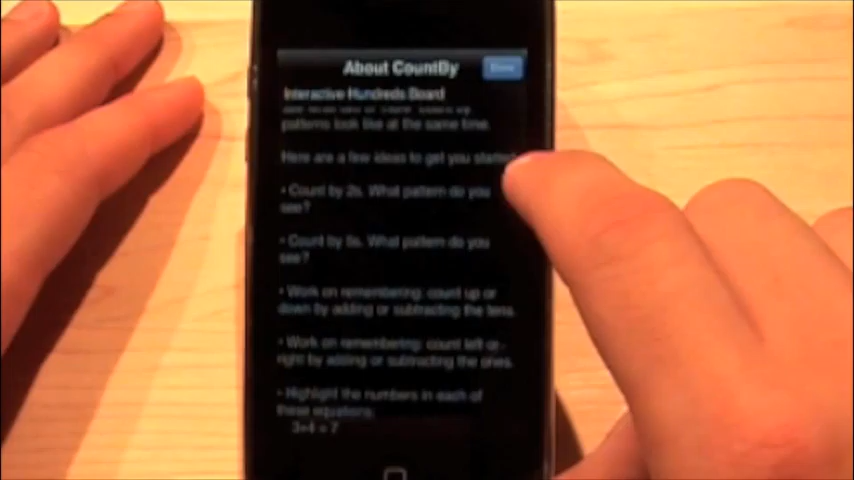 About CountBy
Done
Interactive Hundreds Board
patterns look like at the same time.
Here are a few ideas to get you started
• Count by 2s. What pattern do you
see?
• Count by 5s. What pattern do you
see?
• Work on remembering: count up or
down by adding or subtracting the tens.
• Work on remembering: count left or
right by adding or subtracting the ones.
• Highlight the numbers in each of
these equations:
3+4 = 7